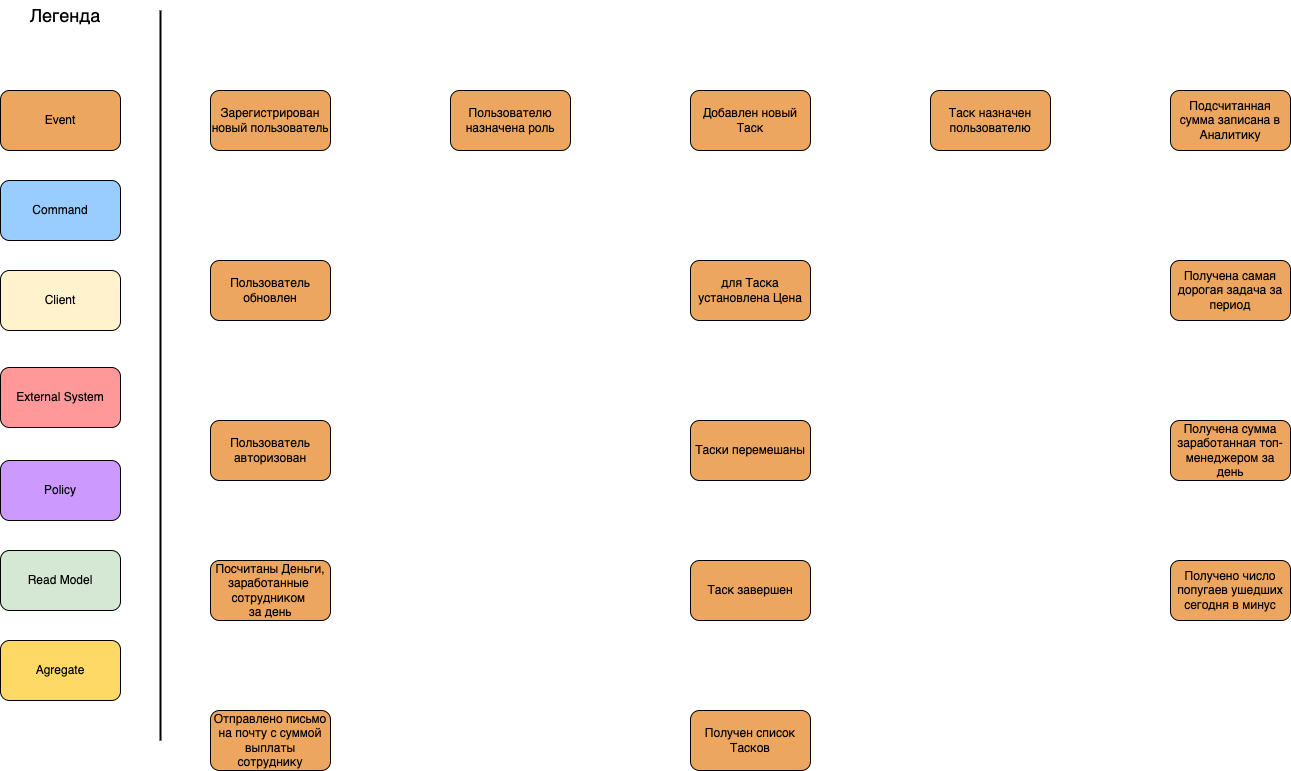 Легенда
Event
Command
Client
External System
Policy
Read Model
Agregate
Зарегистрирован
новый пользователь
Пользователю
назначена роль
Добавлен новый
Таск
Таск назначен
пользователю
Подсчитанная
сумма записана в
Аналитику
Пользователь
обновлен
для Таска
установлена Цена
Получена самая
дорогая задача за
период
Пользователь
авторизован
Таски перемешаны
Получена сумма
заработанная топ-
менеджером за
день
Посчитаны Деньги,
заработанные
сотрудником
за день
Таск завершен
Получено число
попугаев ушедших
сегодня в минус
Отправлено письмо
на почту с суммой
выплаты
сотруднику
Получен список
Тасков